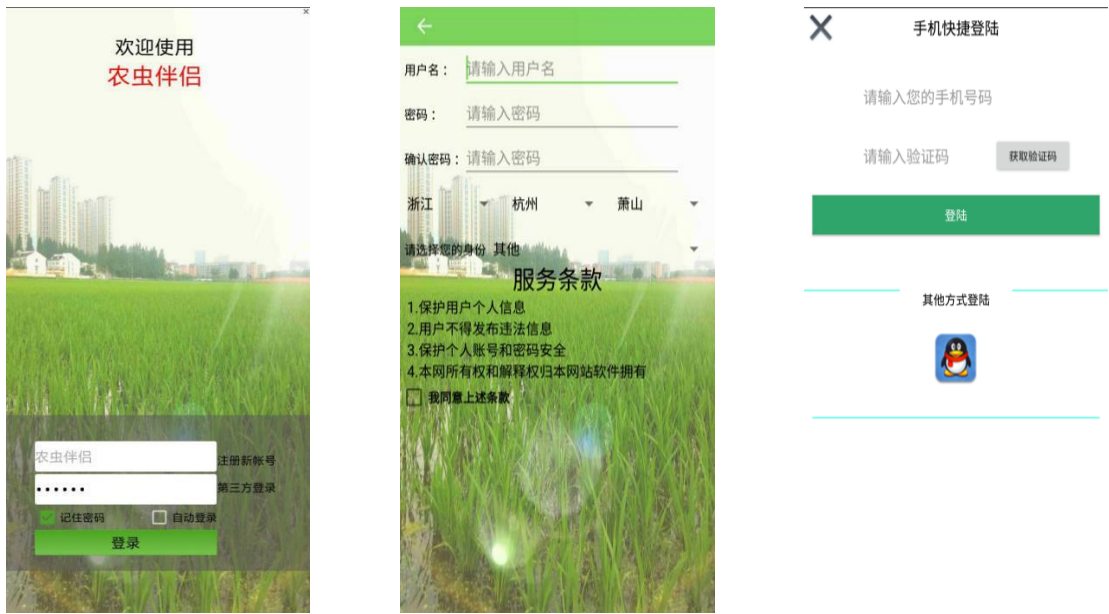 欢迎使用
农虫伴侣
农虫伴侣
注册新帐号
••••••
第三方登录
记住密码
自动登录
登录
用户名：
请输入用户名
密码：
请输入密码
确认密码：
请输入密码
浙江
杭州
萧山
请选择您的身份 其他
服务条款
1.保护用户个人信息
2.用户不得发布违法信息
3.保护个人账号和密码安全
4.本网所有权和解释权归本网站软件拥有
我同意上述条款
手机快捷登陆
请输入您的手机号码
请输入验证码
获取验证码
登陆
其他方式登陆